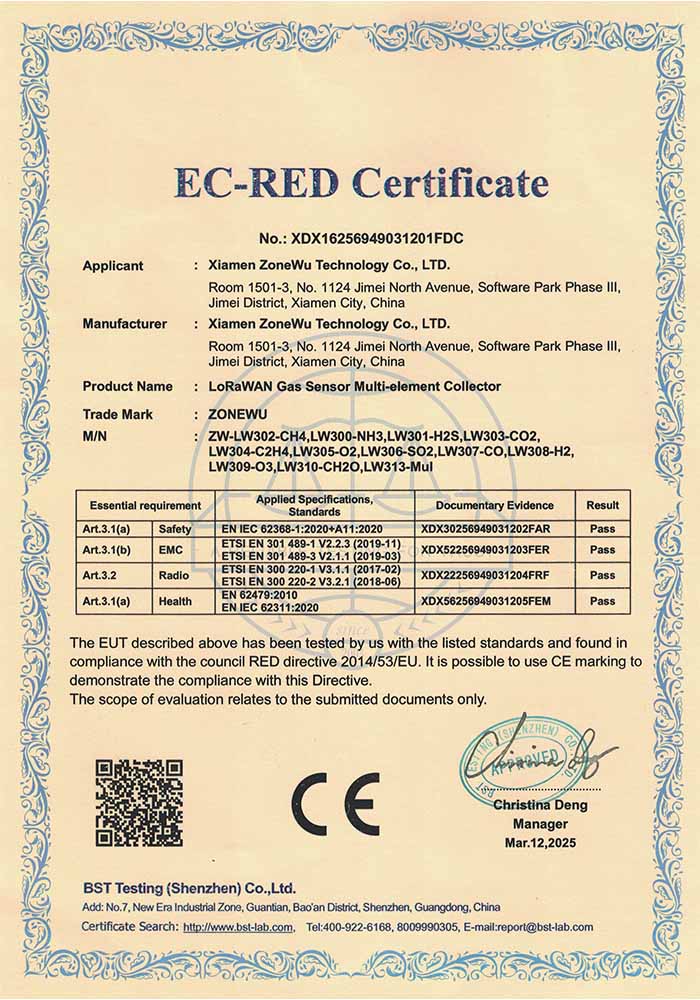 EC-RED Certificate
No.: XDX16256949031201FDC
Applicant : Xiamen ZoneWu Technology Co., LTD.
Room 1501-3, No. 1124 Jimei North Avenue, Software Park Phase III,
Jimei District, Xiamen City, China
Manufacturer : Xiamen ZoneWu Technology Co., LTD.
Room 1501-3, No. 1124 Jimei North Avenue, Software Park Phase III,
Jimei District, Xiamen City, China
Product Name : LoRaWAN Gas Sensor Multi-element Collector
Trade Mark : ZONEWU
M/N : ZW-LW302-CH4,LW300-NH3,LW301-H2S,LW303-CO2,
LW304-C2H4,LW305-O2,LW306-SO2,LW307-CO,LW308-H2,
LW309-O3,LW310-CH2O,LW313-Mul
Essential requirement Applied Specifications, Standards Documentary Evidence Result
Art.3.1(a) Safety EN IEC 62368-1:2020+A11:2020 XDX30256949031202FAR Pass
Art.3.1(b) EMC ETSI EN 301 489-1 V2.2.3 (2019-11) XDX52256949031203FER Pass
ETSI EN 301 489-3 V2.1.1 (2019-03)
Art.3.2 Radio ETSI EN 300 220-1 V3.1.1 (2017-02) XDX22256949031204FRF Pass
ETSI EN 300 220-2 V3.2.1 (2018-06)
Art.3.1(a) Health EN 62479:2010 XDX56256949031205FEM Pass
EN IEC 62311:2020
The EUT described above has been tested by us with the listed standards and found in
compliance with the council RED directive 2014/53/EU. It is possible to use CE marking to
demonstrate the compliance with this Directive.
The scope of evaluation relates to the submitted documents only.
BST TESTING (SHENZHEN) CO.,LTD
APPROVED
CE
Christina Deng
Manager
Mar.12,2025
BST Testing (Shenzhen) Co.,Ltd.
Add: No.7, New Era Industrial Zone, Guantian, Bao'an District, Shenzhen, Guangdong, China
Certificate Search: http://www.bst-lab.com, Tel:400-922-6168, 8009990305, E-mail:report@bst-lab.com